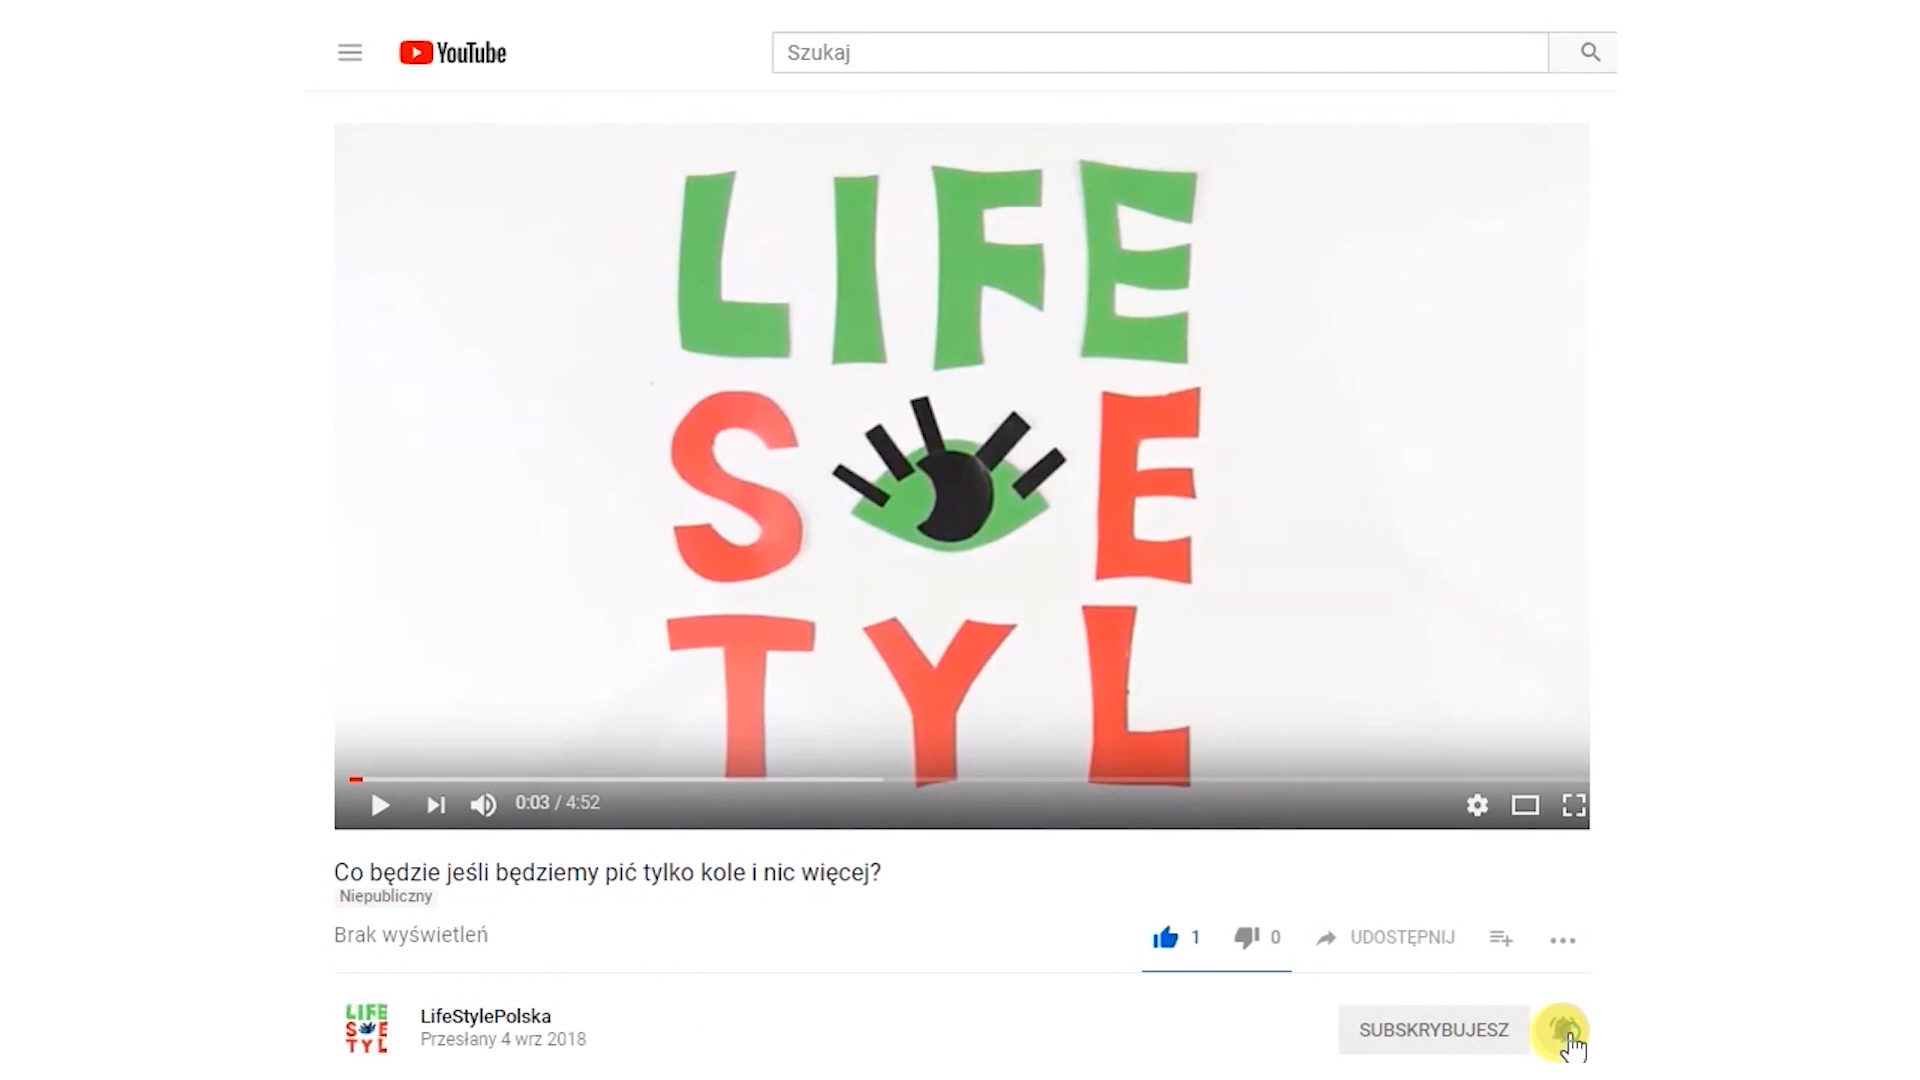 YouTube
Szukaj
LIFE
S E
TYL
0:03 / 4:52
Co będzie jeśli będziemy pić tylko kole i nic więcej?
Niepubliczny
Brak wyświetleń
1 0 UDOSTĘPNIJ
LIFE
S E
TYL
LifeStylePolska
Przesłany 4 wrz 2018
SUBSKRYBUJESZ